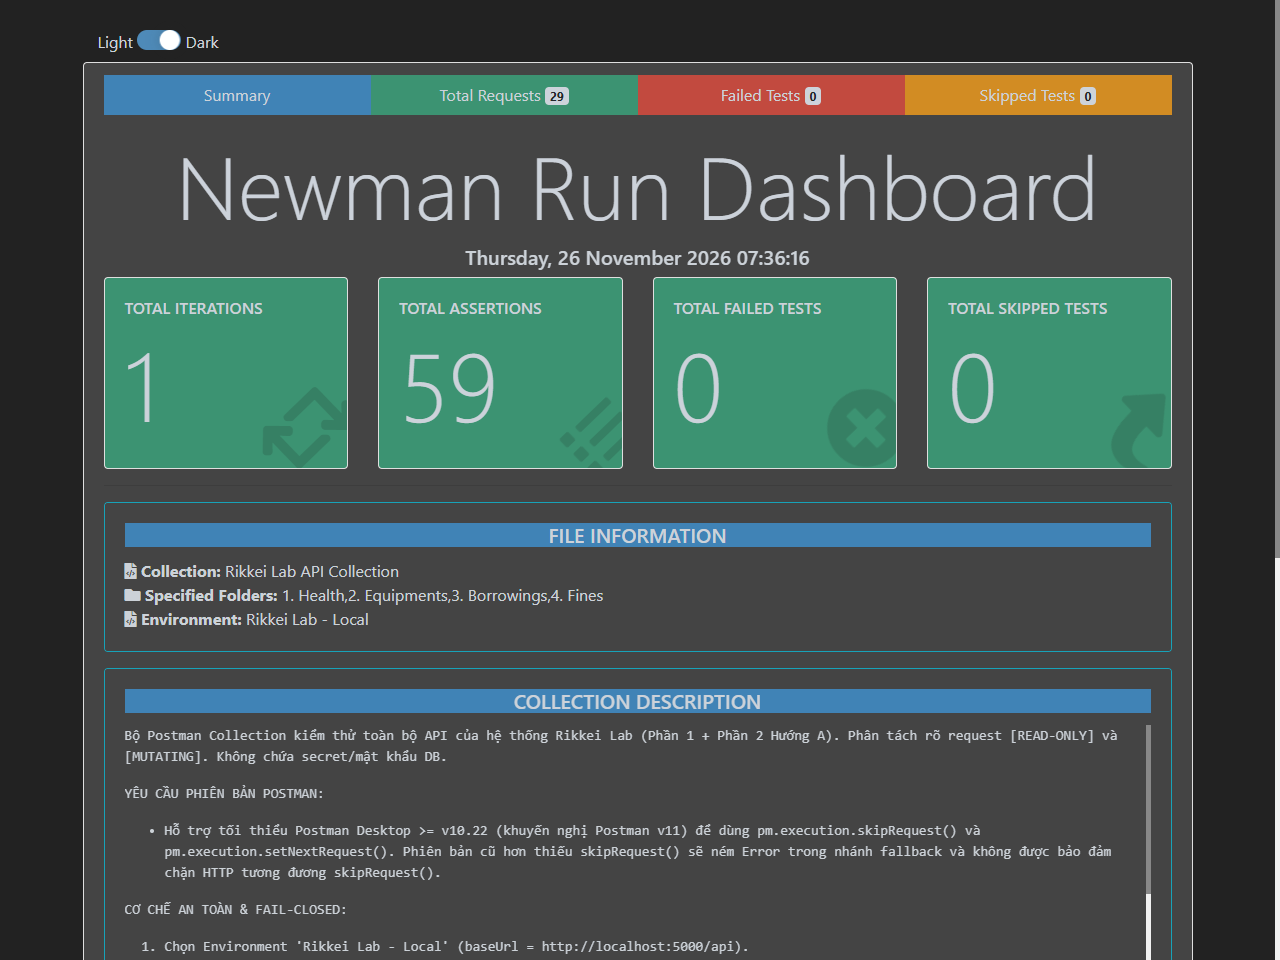 Light Dark
Summary
Total Requests 29
Failed Tests 0
Skipped Tests 0
Newman Run Dashboard
Thursday, 26 November 2026 07:36:16
TOTAL ITERATIONS
1
TOTAL ASSERTIONS
59
TOTAL FAILED TESTS
0
TOTAL SKIPPED TESTS
0
FILE INFORMATION
Collection: Rikkei Lab API Collection
Specified Folders: 1. Health,2. Equipments,3. Borrowings,4. Fines
Environment: Rikkei Lab - Local
COLLECTION DESCRIPTION
Bộ Postman Collection kiểm thử toàn bộ API của hệ thống Rikkei Lab (Phần 1 + Phần 2 Hướng A). Phân tách rõ request [READ-ONLY] và
[MUTATING]. Không chứa secret/mật khẩu DB.
YÊU CẦU PHIÊN BẢN POSTMAN:
• Hỗ trợ tối thiểu Postman Desktop >= v10.22 (khuyến nghị Postman v11) để dùng pm.execution.skipRequest() và
pm.execution.setNextRequest(). Phiên bản cũ hơn thiếu skipRequest() sẽ ném Error trong nhánh fallback và không được bảo đảm
chặn HTTP tương đương skipRequest().
CƠ CHẾ AN TOÀN & FAIL-CLOSED:
1. Chọn Environment 'Rikkei Lab - Local' (baseUrl = http://localhost:5000/api).